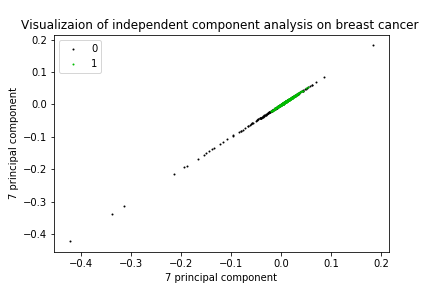 Visualizaion of independent component analysis on breast cancer
0
1
0.2
0.1
0.0
−0.1
−0.2
−0.3
−0.4
7 principal component
−0.4 −0.3 −0.2 −0.1 0.0 0.1 0.2
7 principal component